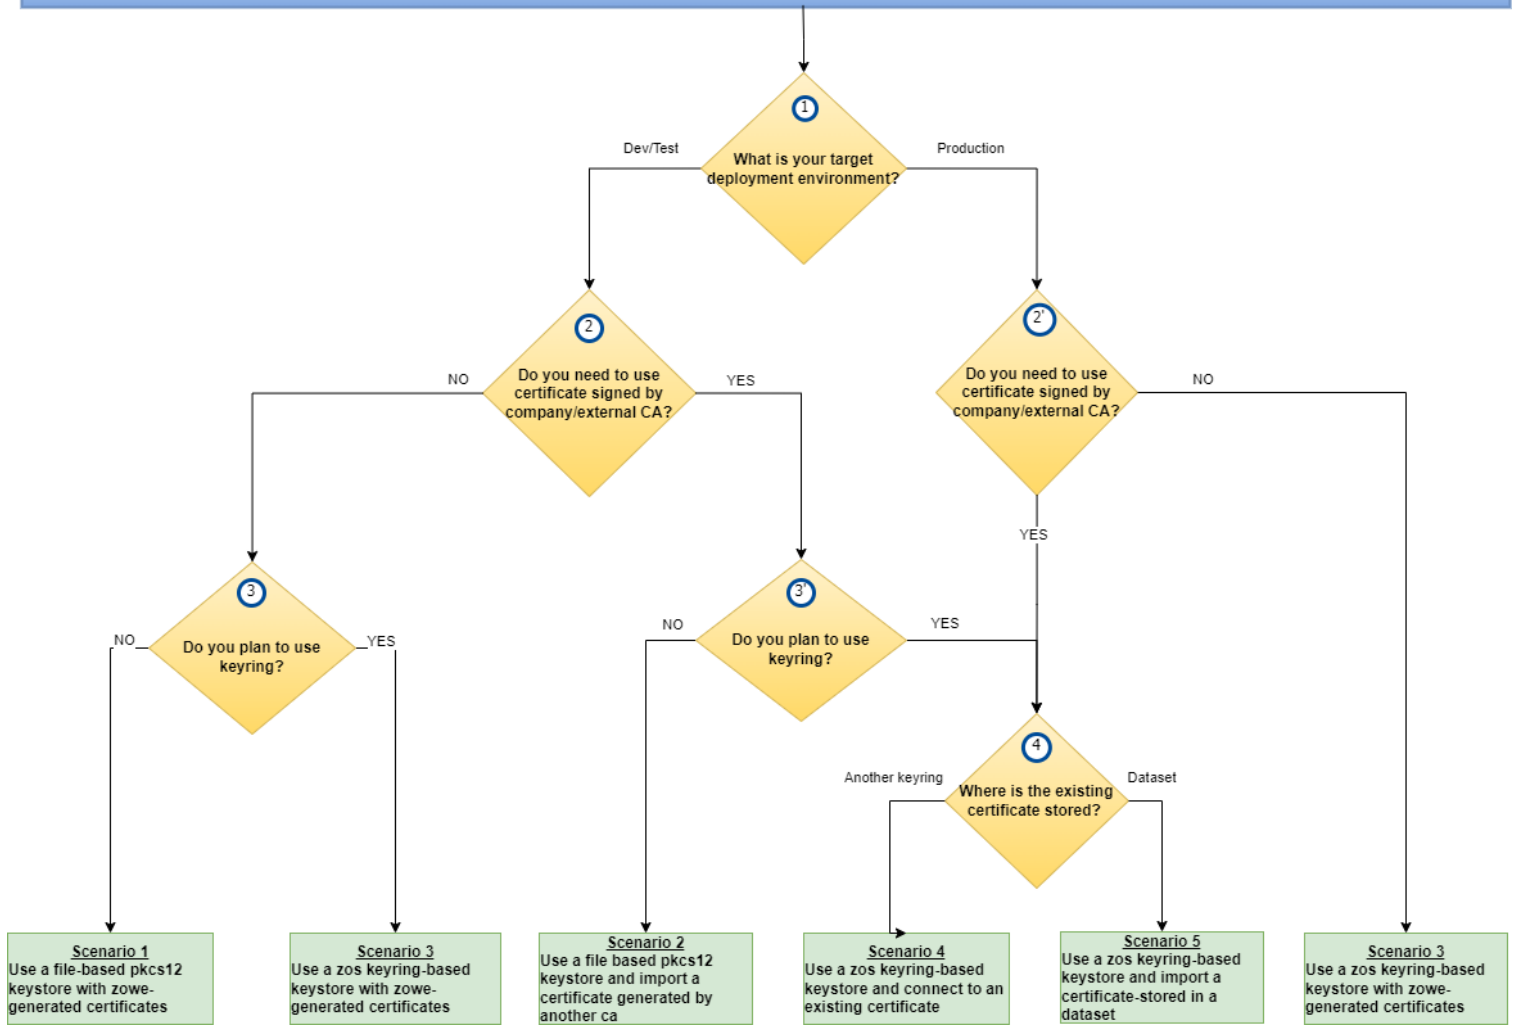 1
Dev/Test
Production
What is your target
deployment environment?
2
2'
Do you need to use
certificate signed by
company/external CA?
Do you need to use
certificate signed by
company/external CA?
NO
YES
NO
YES
3
3'
NO
YES
Do you plan to use
keyring?
NO
YES
Do you plan to use
keyring?
4
Another keyring
Dataset
Where is the existing
certificate stored?
Scenario 1
Use a file-based pkcs12
keystore with zowe-
generated certificates
Scenario 3
Use a zos keyring-based
keystore with zowe-
generated certificates
Scenario 2
Use a file based pkcs12
keystore and import a
certificate generated by
another ca
Scenario 4
Use a zos keyring-based
keystore and connect to an
existing certificate
Scenario 5
Use a zos keyring-based
keystore and import a
certificate-stored in a
dataset
Scenario 3
Use a zos keyring-based
keystore with zowe-
generated certificates